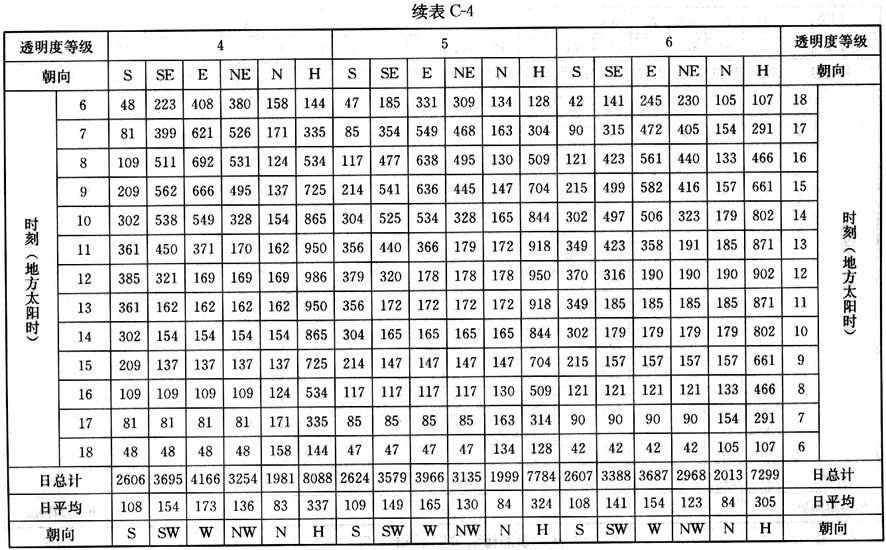 续表 C-4
透明度等级 4 5 6 透明度等级
朝向 S SE E NE N H S SE E NE N H S SE E NE N H 朝向
时刻（地方太阳时） 时刻（地方太阳时）
6 48 223 408 380 158 144 47 185 331 309 134 128 42 141 245 230 105 107 18
7 81 399 621 526 171 335 85 354 549 468 163 304 90 315 472 405 154 291 17
8 109 511 692 531 124 534 117 477 638 495 130 509 121 423 561 440 133 466 16
9 209 562 666 495 137 725 214 541 636 445 147 704 215 499 582 416 157 661 15
10 302 538 549 328 154 865 304 525 534 328 165 844 302 497 506 323 179 802 14
11 361 450 371 170 162 950 356 440 366 179 172 918 349 423 358 191 185 871 13
12 385 321 169 169 169 986 379 320 178 178 178 950 370 316 190 190 190 902 12
13 361 162 162 162 162 950 356 172 172 172 172 918 349 185 185 185 185 871 11
14 302 154 154 154 154 865 304 165 165 165 165 844 302 179 179 179 179 802 10
15 209 137 137 137 137 725 214 147 147 147 147 704 215 157 157 157 157 661 9
16 109 109 109 109 124 534 117 117 117 117 130 509 121 121 121 121 133 466 8
17 81 81 81 81 171 335 85 85 85 85 163 314 90 90 90 90 154 291 7
18 48 48 48 48 158 144 47 47 47 47 134 128 42 42 42 42 105 107 6
日总计 2606 3695 4166 3254 1981 8088 2624 3579 3966 3135 1999 7784 2607 3388 3687 2968 2013 7299 日总计
日平均 108 154 173 136 83 337 109 149 165 130 84 324 108 141 154 123 84 305 日平均
朝向 S SW W NW N H S SW W NW N H S SW W NW N H 朝向